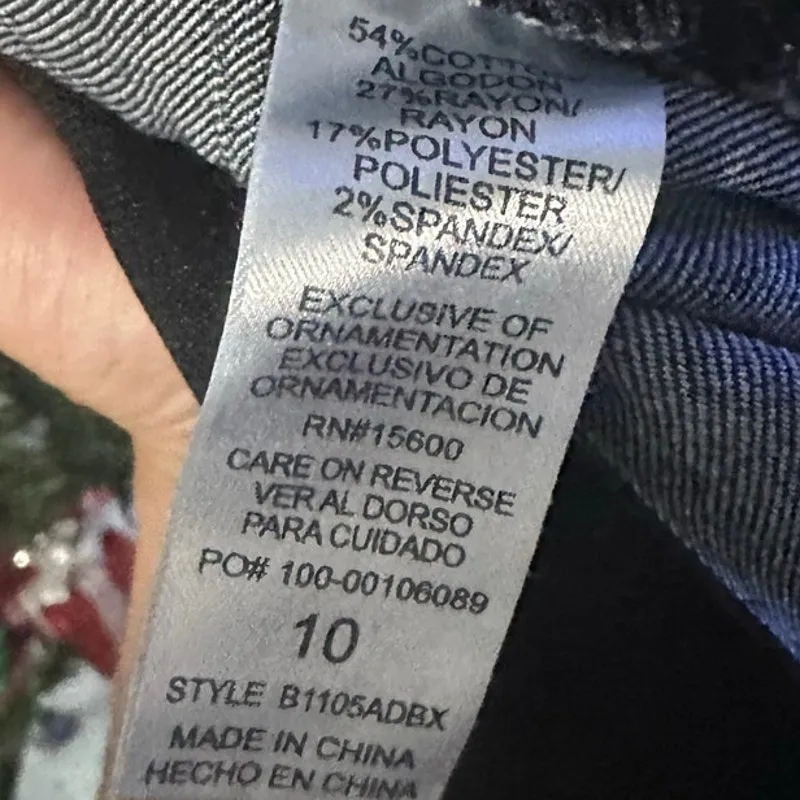 54%COTTON/
ALGODON
27%RAYON/
RAYON
17%POLYESTER/
POLIESTER
2%SPANDEX/
SPANDEX
EXCLUSIVE OF
ORNAMENTATION
EXCLUSIVO DE
ORNAMENTACION
RN#15600
CARE ON REVERSE
VER AL DORSO
PARA CUIDADO
PO# 100-00106089
10
STYLE B1105ADBX
MADE IN CHINA
HECHO EN CHINA